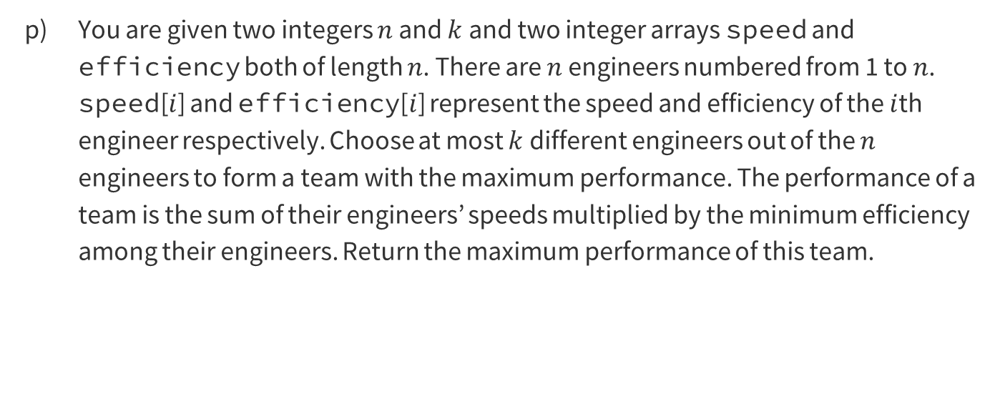 p) You are given two integers n and k and two integer arrays speed and
efficiency both of length n. There are n engineers numbered from 1 to n.
speed[i] and efficiency[i] represent the speed and efficiency of the ith
engineer respectively. Choose at most k different engineers out of the n
engineers to form a team with the maximum performance. The performance of a
team is the sum of their engineers’ speeds multiplied by the minimum efficiency
among their engineers. Return the maximum performance of this team.